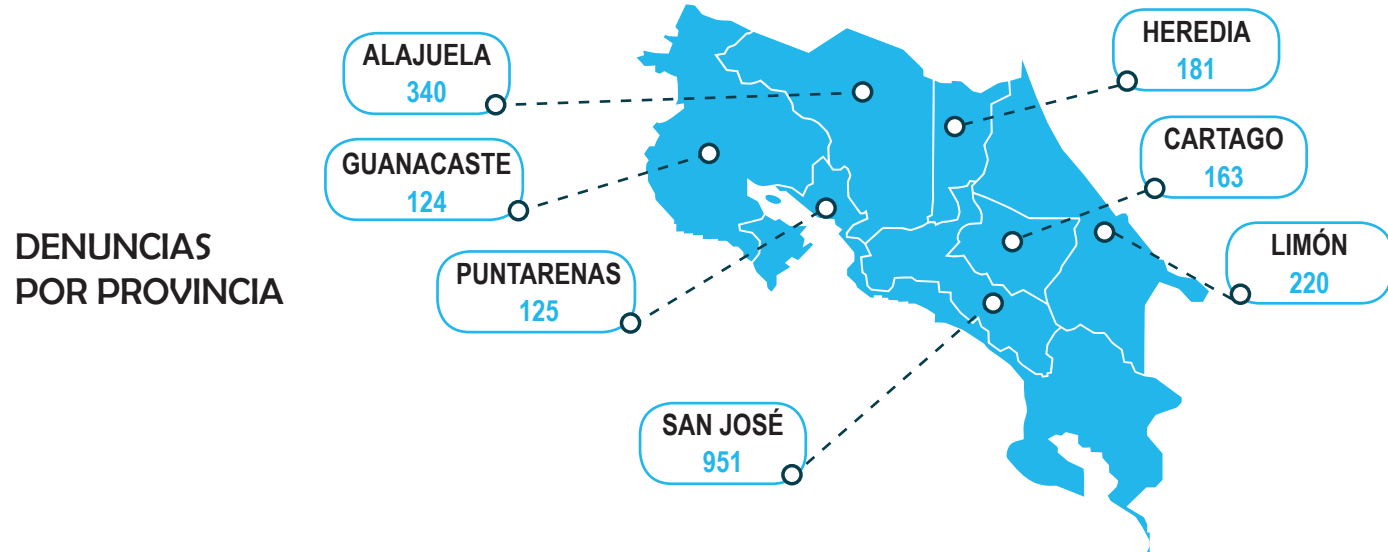 DENUNCIAS
POR PROVINCIA
ALAJUELA
340
GUANACASTE
124
PUNTARENAS
125
SAN JOSÉ
951
HEREDIA
181
CARTAGO
163
LIMÓN
220